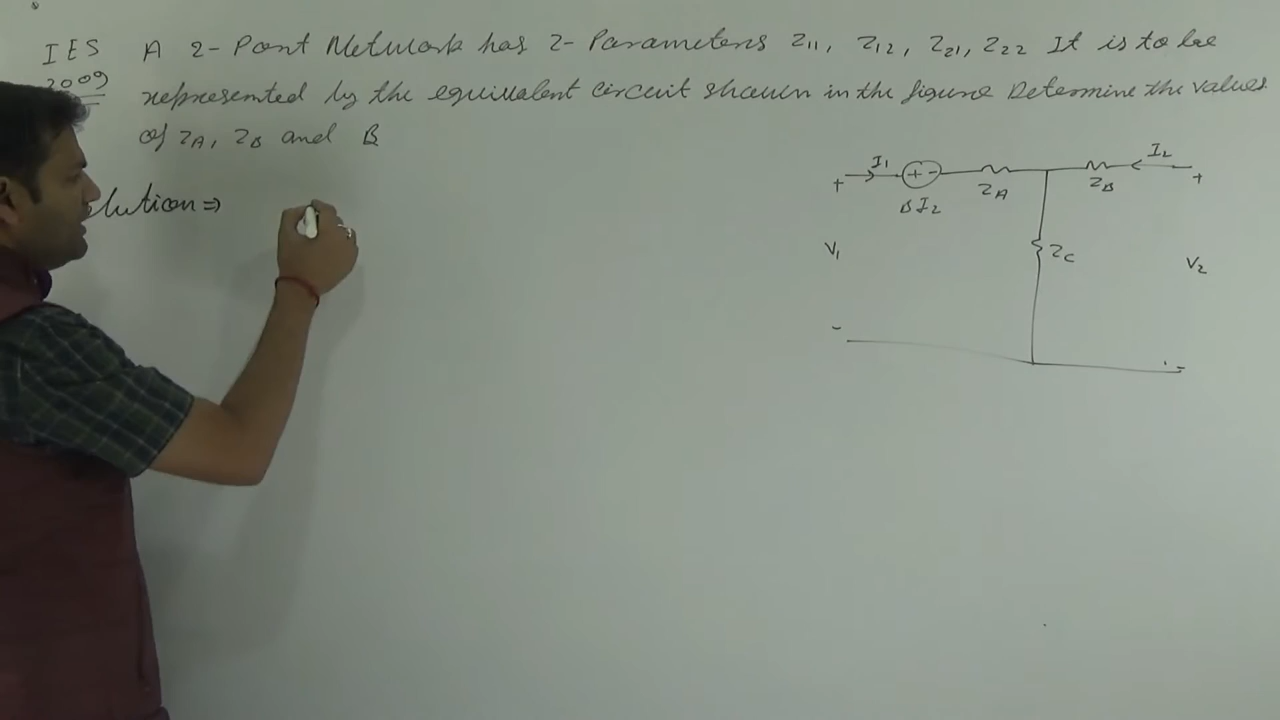 IES A 2-Port Network has Z-Parameters Z11, Z12, Z21, Z22 It is to be
2009 represented by the equivalent circuit shown in the figure Determine the values
of ZA, ZB and B
lution ⇒
I1 + - I2
+ ZA ZB +
BI2
V1 ZC V2
- -